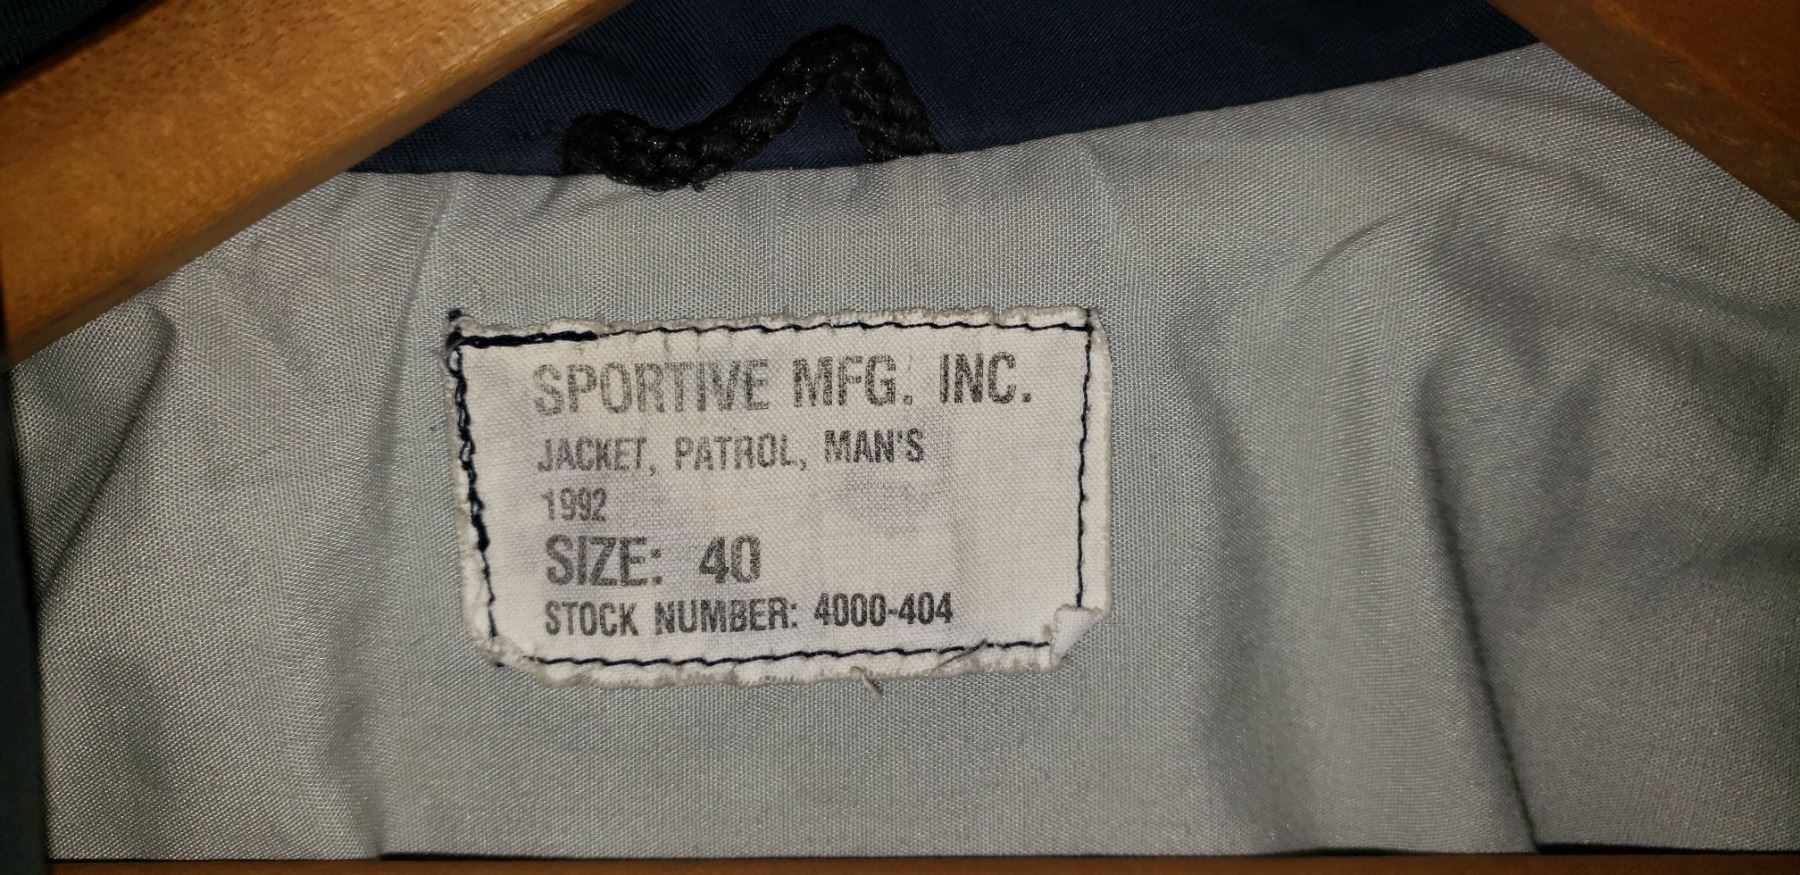 SPORTIVE MFG. INC.
JACKET, PATROL, MAN'S
1992
SIZE: 40
STOCK NUMBER: 4000-404